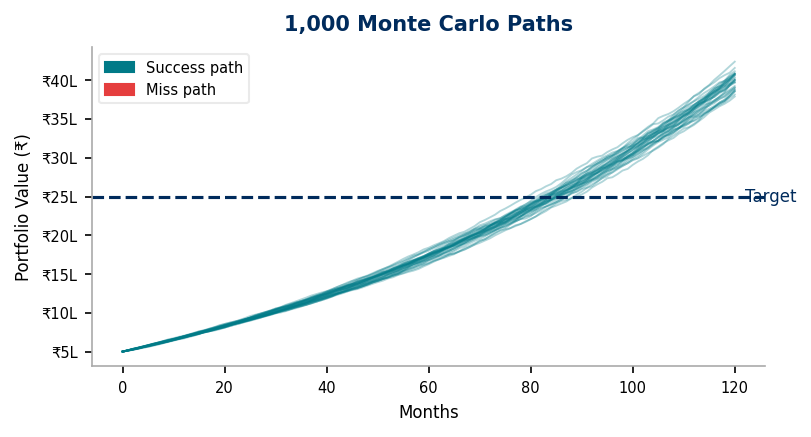 1,000 Monte Carlo Paths
Success path
Miss path
Portfolio Value (₹)
₹40L
₹35L
₹30L
₹25L
₹20L
₹15L
₹10L
₹5L
Target
0 20 40 60 80 100 120
Months